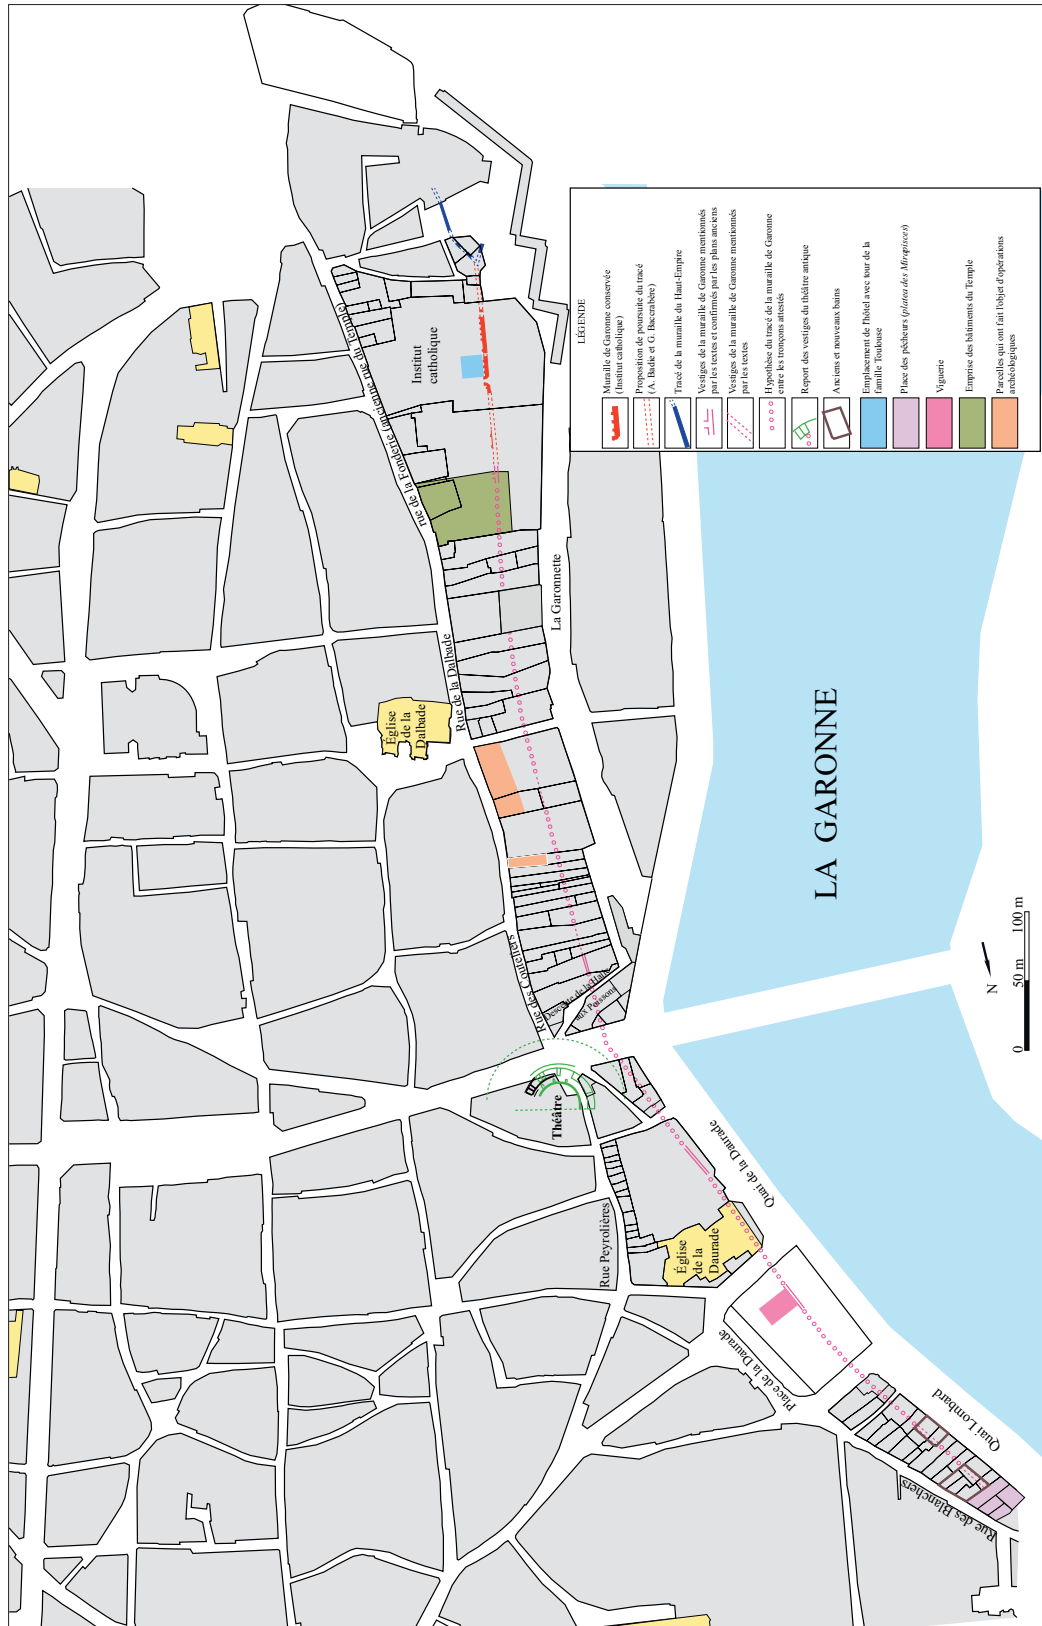 Église
de la
Dalbade
Institut
catholique
rue de la Fonderie (ancienne rue du Temple)
Rue de la Dalbade
La Garonnette
Rue des Couteliers
Descente de la Halle
aux Poissons
Théâtre
Rue Peyrolières
Église
de la
Daurade
Quai de la Daurade
Place de la Daurade
Quai Lombard
Rue des Blanchers
LA GARONNE
N
0
50 m
100 m
LÉGENDE
Muraille de Garonne conservée
(Institut catholique)
Proposition de poursuite du tracé
(A. Badie et G. Baccrabère)
Tracé de la muraille du Haut-Empire
Vestiges de la muraille de Garonne mentionnés
par les textes et confirmés par les plans anciens
Vestiges de la muraille de Garonne mentionnés
par les textes
Hypothèse du tracé de la muraille de Garonne
entre les tronçons attestés
Report des vestiges du théâtre antique
Anciens et nouveaux bains
Emplacement de l'hôtel avec tour de la
famille Toulouse
Place des pêcheurs (platea des Mirapisces)
Viguerie
Emprise des bâtiments du Temple
Parcelles qui ont fait l'objet d'opérations
archéologiques